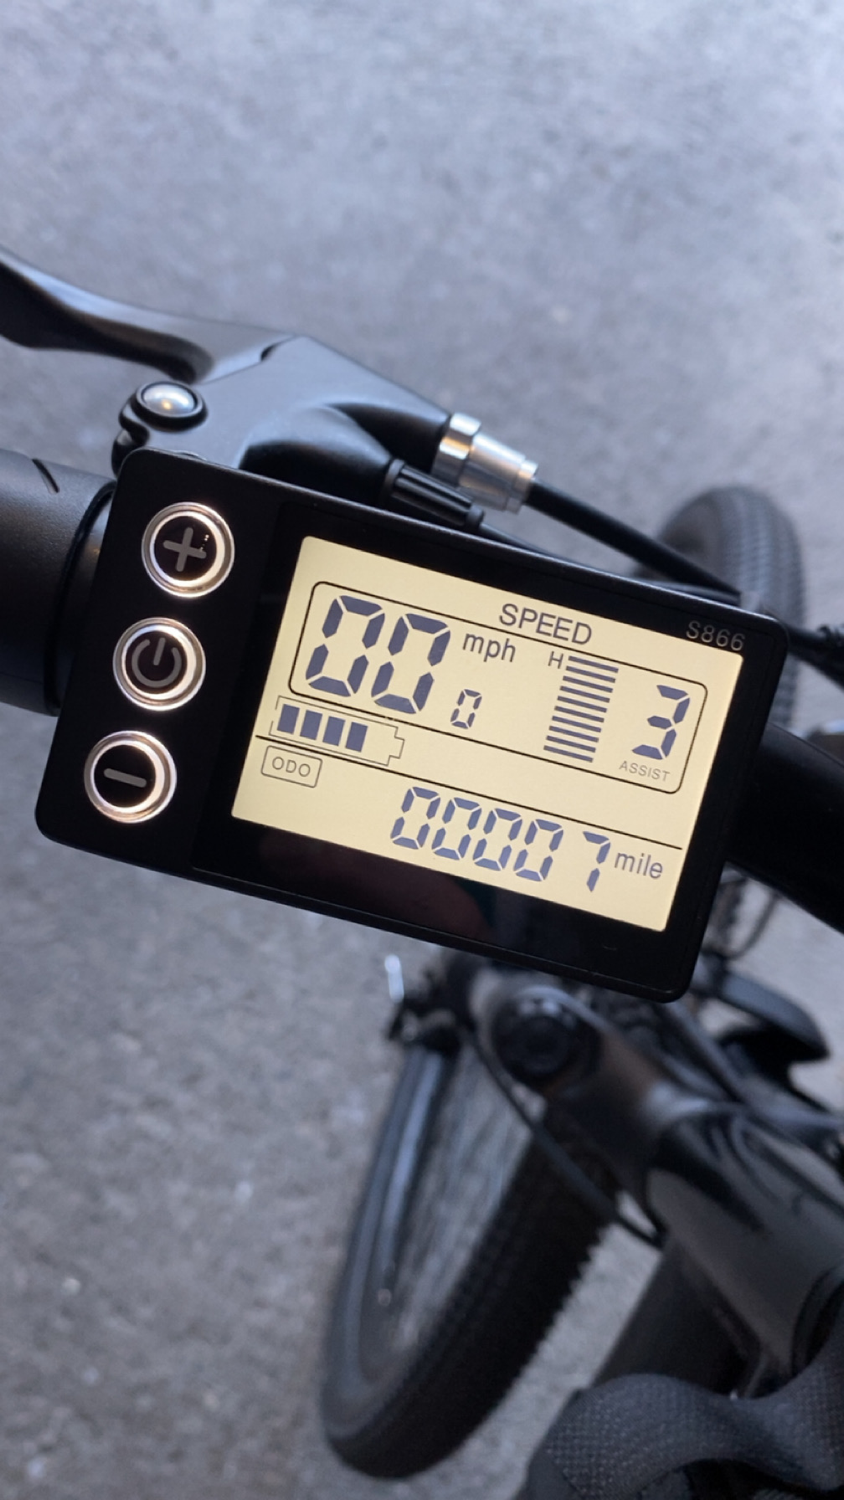 S866
SPEED
00 mph
0
H
3
ASSIST
ODO
00007 mile